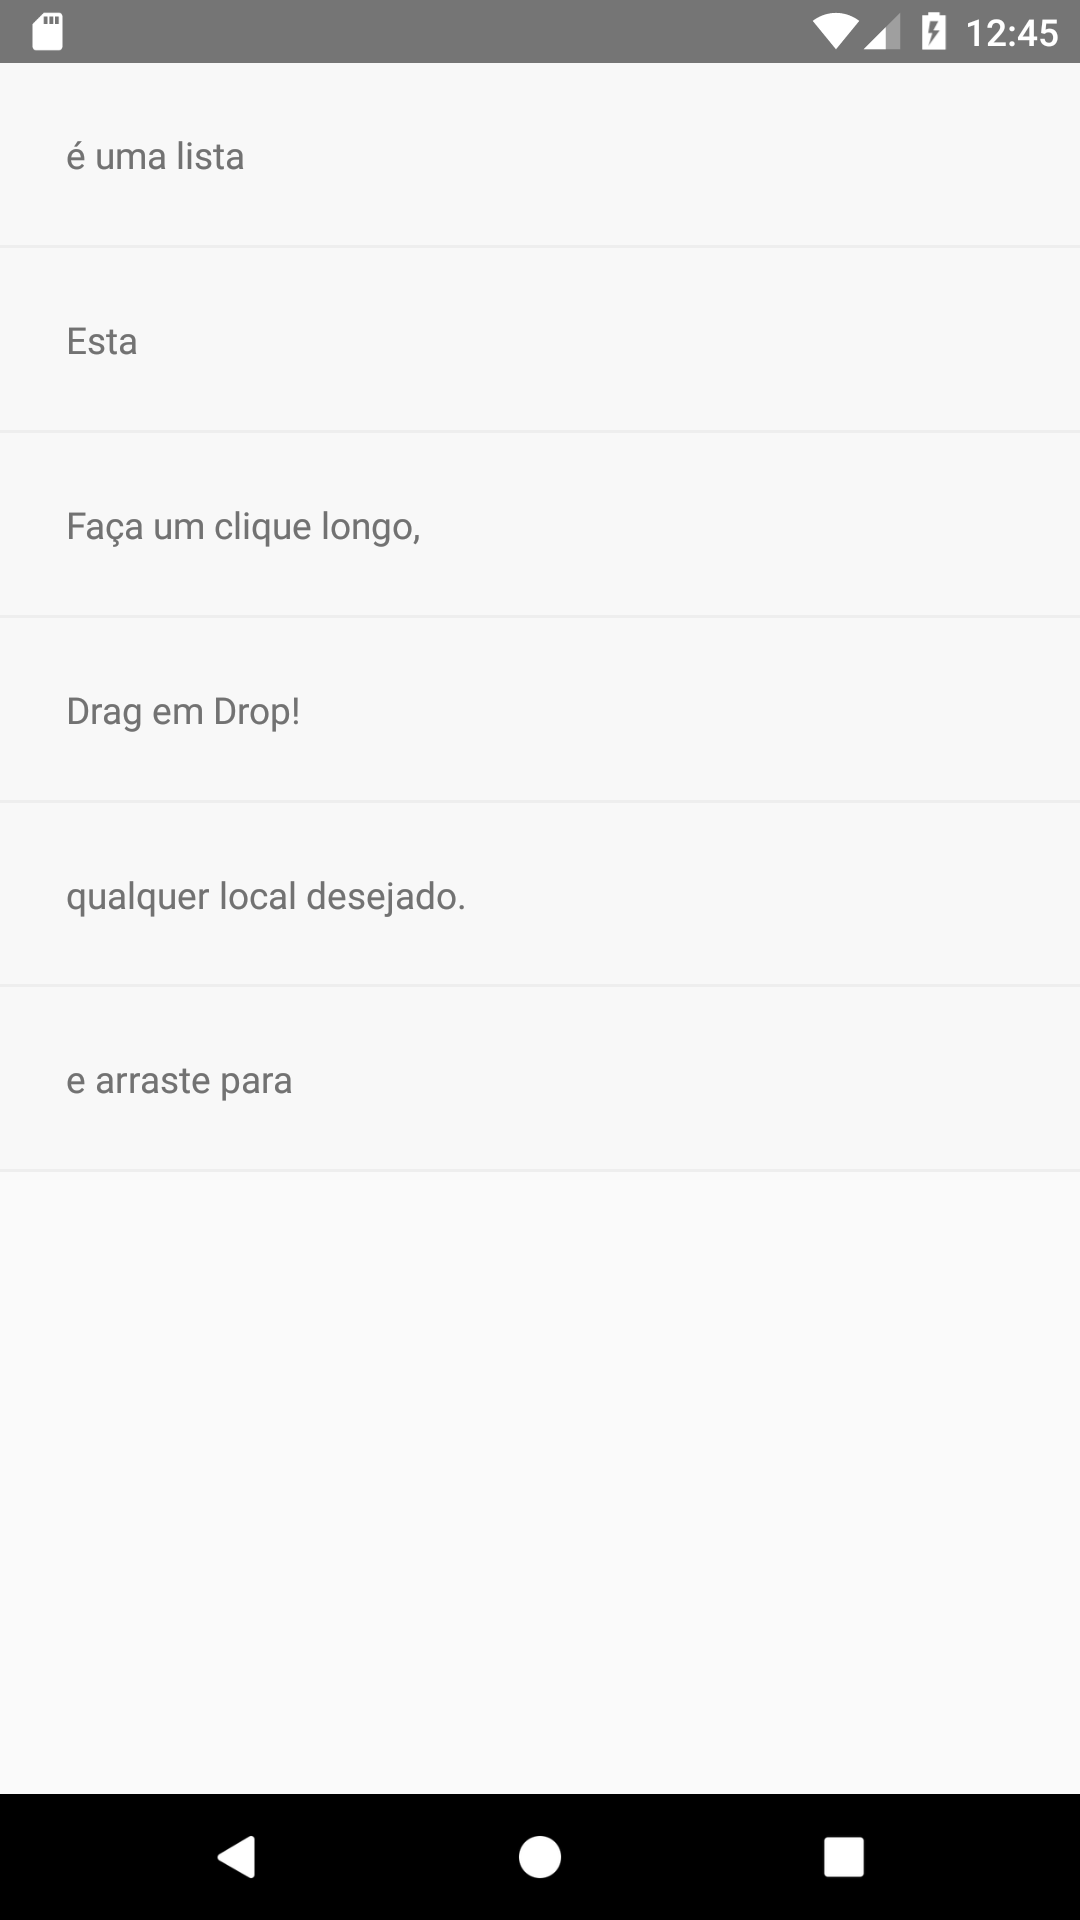 12:45
é uma lista
Esta
Faça um clique longo,
Drag em Drop!
qualquer local desejado.
e arraste para